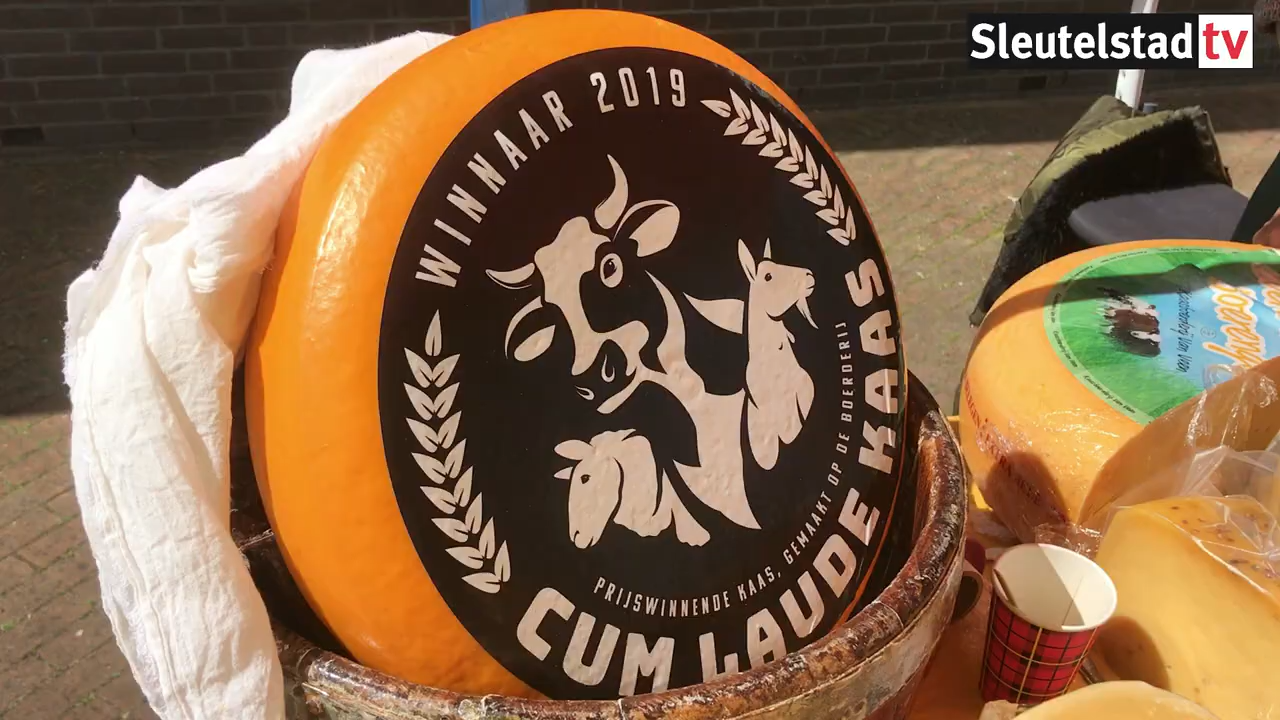 Sleutelstad tv
WINNAAR 2019
PRIJSWINNENDE KAAS, GEMAAKT OP DE BOERDERIJ
CUM LAUDE KAAS